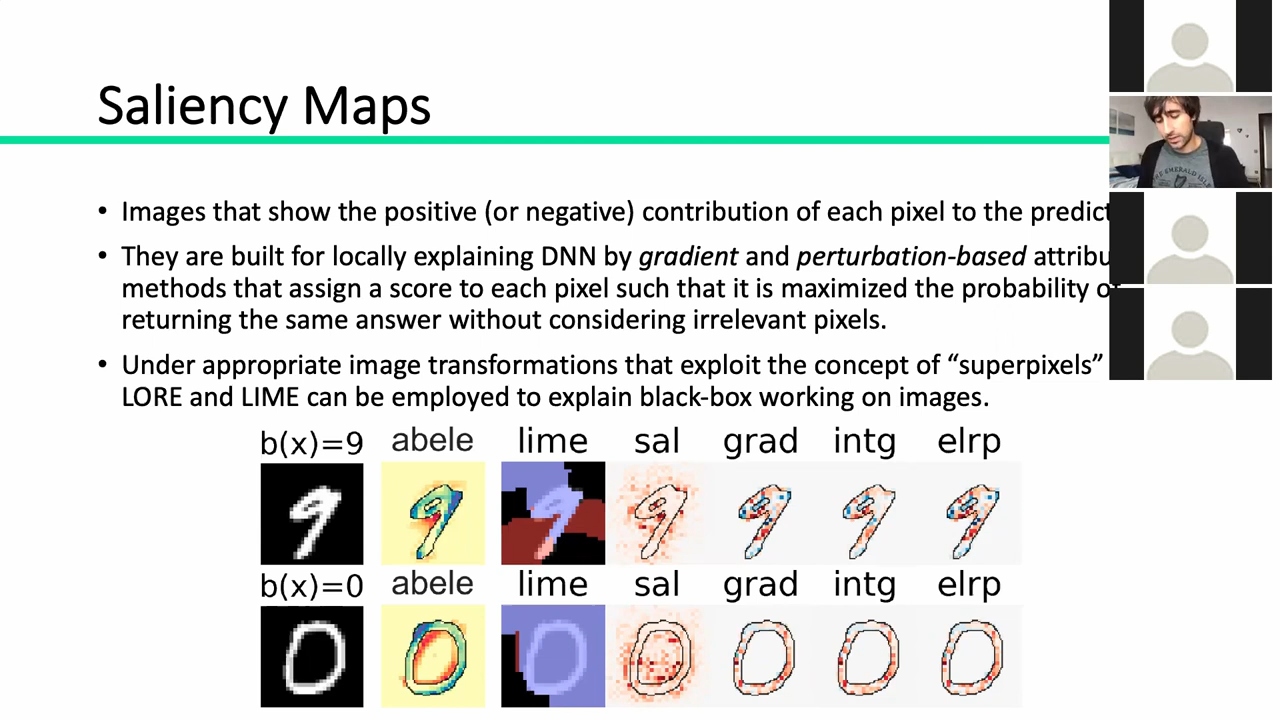 Saliency Maps
• Images that show the positive (or negative) contribution of each pixel to the predict
• They are built for locally explaining DNN by gradient and perturbation-based attribu
methods that assign a score to each pixel such that it is maximized the probability of
returning the same answer without considering irrelevant pixels.
• Under appropriate image transformations that exploit the concept of “superpixels”
LORE and LIME can be employed to explain black-box working on images.
b(x)=9 abele lime sal grad intg elrp
b(x)=0 abele lime sal grad intg elrp
EMERALD ISLE